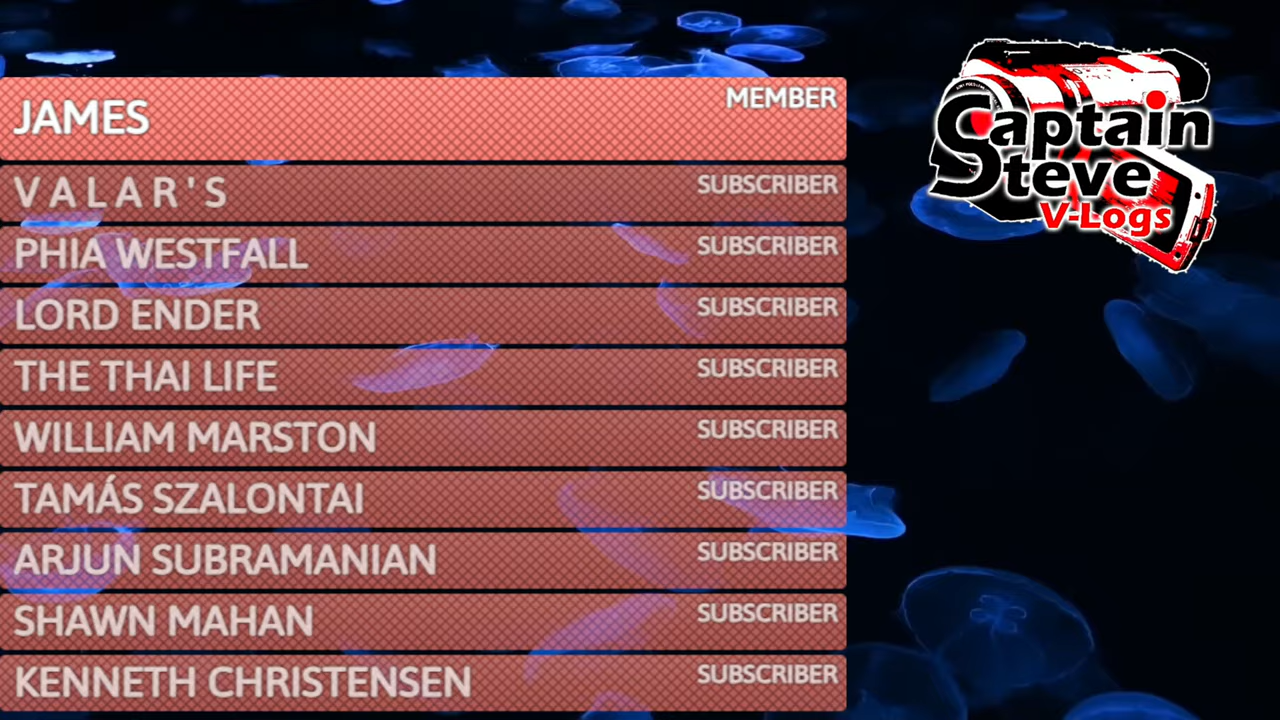 JAMES MEMBER
V A L A R ' S SUBSCRIBER
PHIA WESTFALL SUBSCRIBER
LORD ENDER SUBSCRIBER
THE THAI LIFE SUBSCRIBER
WILLIAM MARSTON SUBSCRIBER
TAMÁS SZALONTAI SUBSCRIBER
ARJUN SUBRAMANIAN SUBSCRIBER
SHAWN MAHAN SUBSCRIBER
KENNETH CHRISTENSEN SUBSCRIBER
Captain
Steve
V-Logs